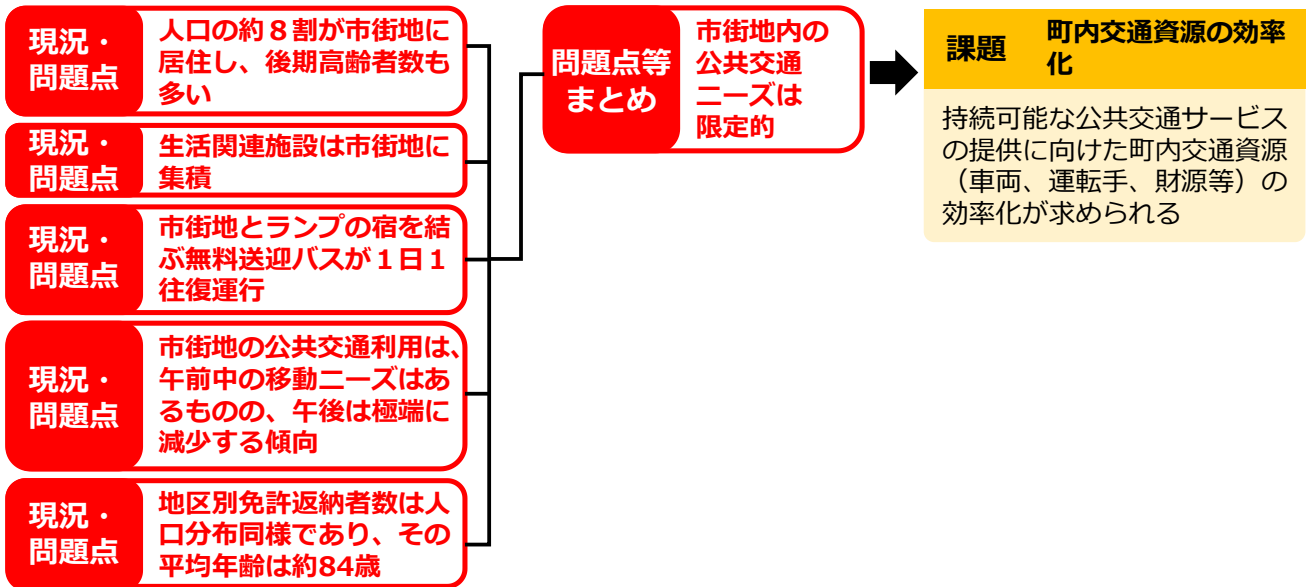 現況・
問題点
人口の約８割が市街地に
居住し、後期高齢者数も
多い
現況・
問題点
生活関連施設は市街地に
集積
現況・
問題点
市街地とランプの宿を結
ぶ無料送迎バスが１日１
往復運行
現況・
問題点
市街地の公共交通利用は、
午前中の移動ニーズはあ
るものの、午後は極端に
減少する傾向
現況・
問題点
地区別免許返納者数は人
口分布同様であり、その
平均年齢は約84歳
問題点等
まとめ
市街地内の
公共交通
ニーズは
限定的
課題
町内交通資源の効率
化
持続可能な公共交通サービス
の提供に向けた町内交通資源
（車両、運転手、財源等）の
効率化が求められる